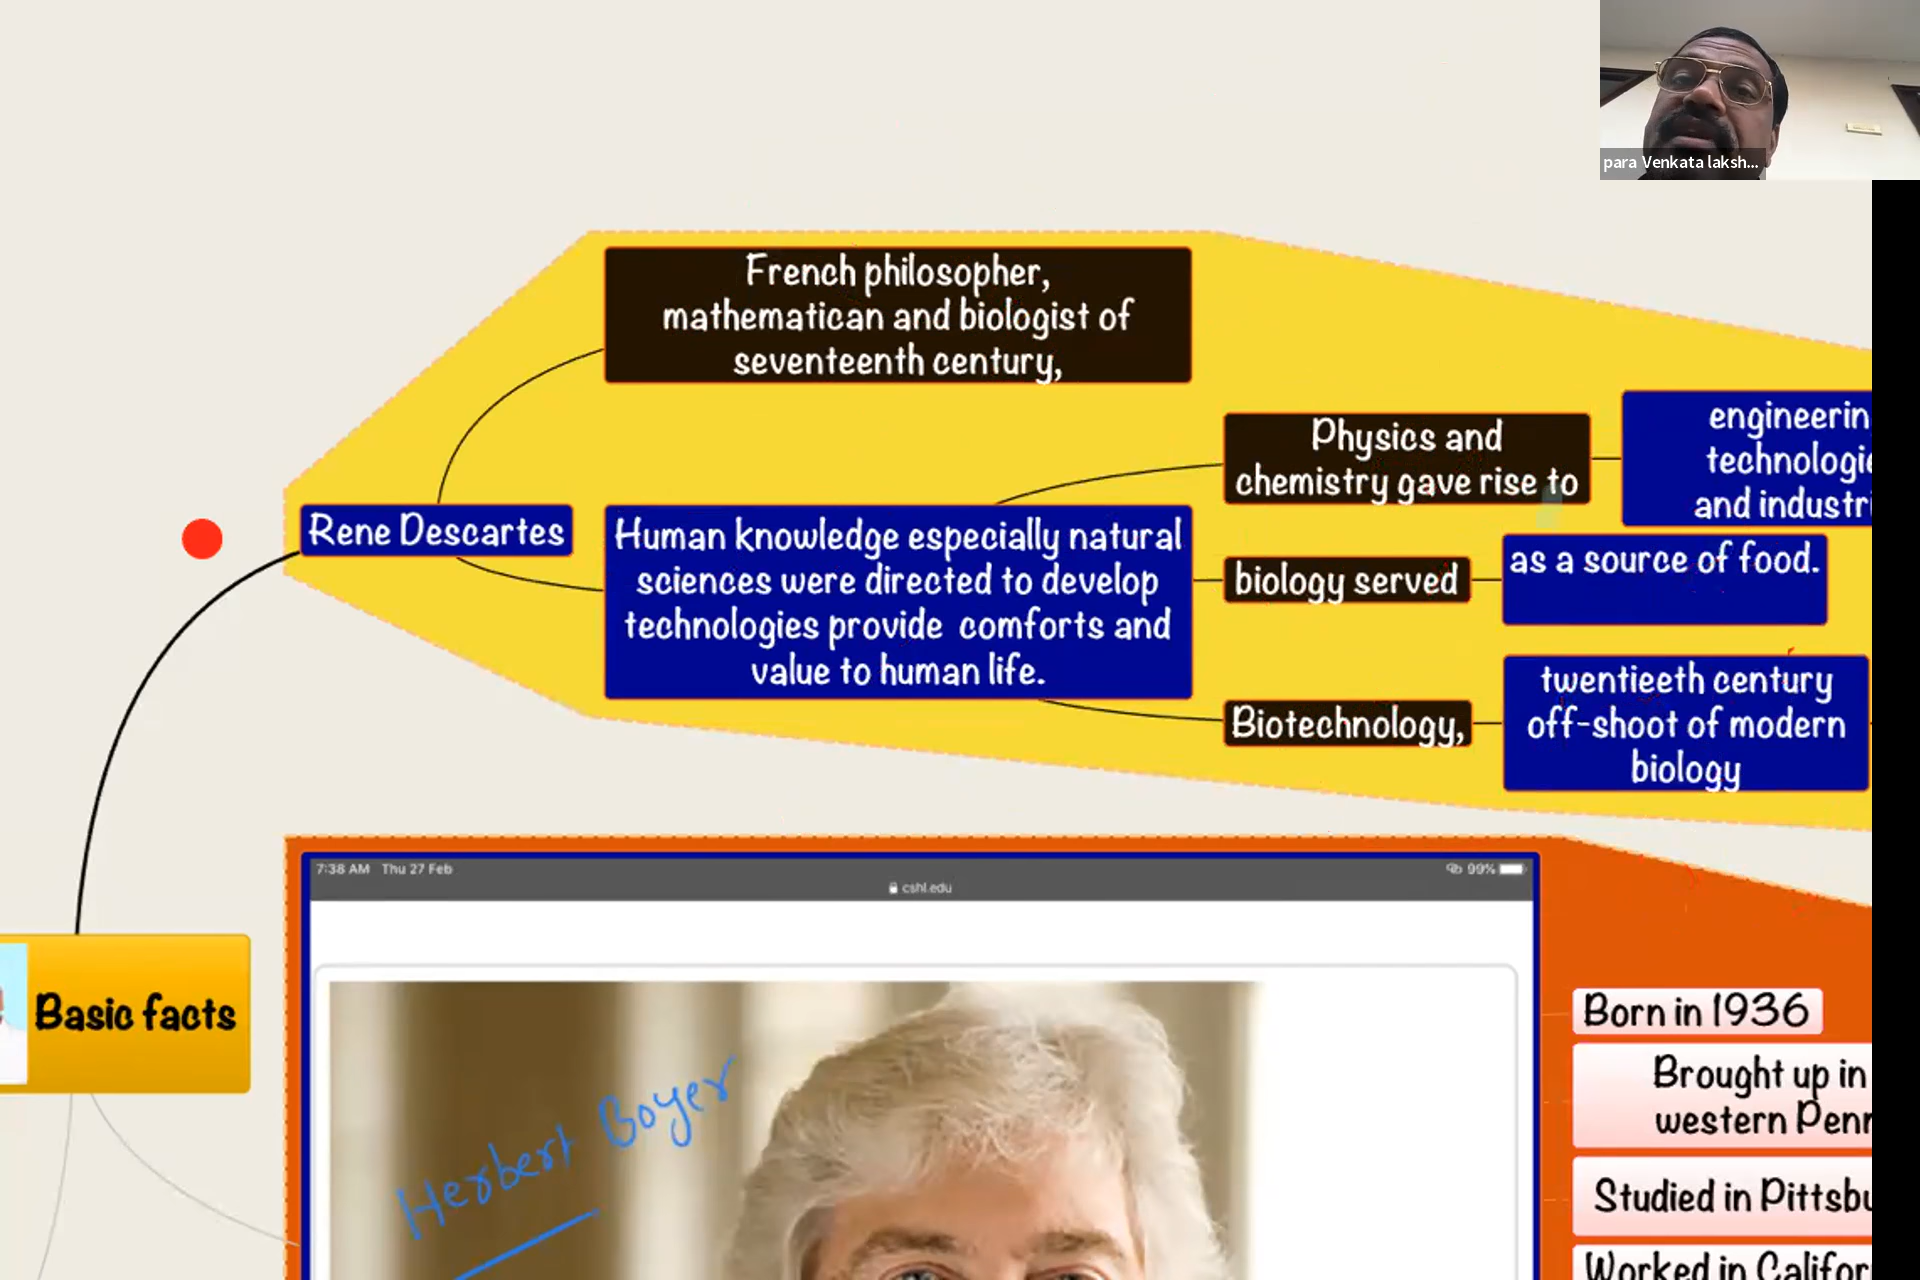 para Venkata laksh...
French philosopher,
mathematican and biologist of
seventeenth century,
Physics and
chemistry gave rise to
engineerin
technologie
and industri
Rene Descartes
Human knowledge especially natural
sciences were directed to develop
technologies provide comforts and
value to human life.
biology served
as a source of food.
Biotechnology,
twentieeth century
off-shoot of modern
biology
7:38 AM Thu 27 Feb
99%
cshl.edu
Basic facts
Herbert Boyer
Born in 1936
Brought up in
western Penn
Studied in Pittsbu
Worked in Califor